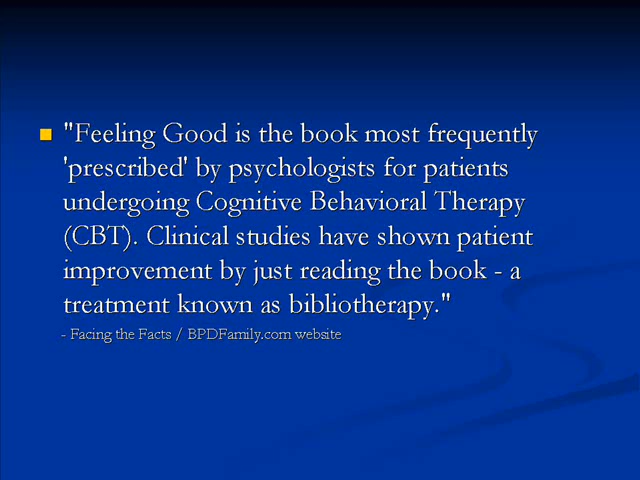 "Feeling Good is the book most frequently
'prescribed' by psychologists for patients
undergoing Cognitive Behavioral Therapy
(CBT). Clinical studies have shown patient
improvement by just reading the book - a
treatment known as bibliotherapy."
- Facing the Facts / BPDFamily.com website